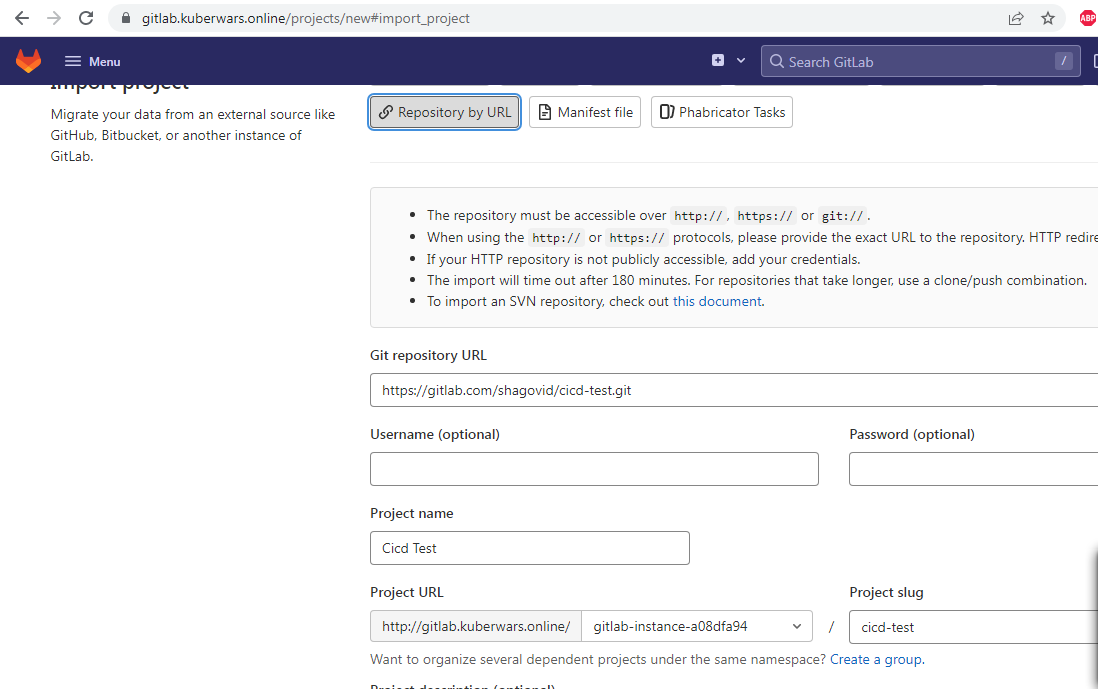 gitlab.kuberwars.online/projects/new#import_project
ABP
Menu
Search GitLab /
Import project
Migrate your data from an external source like
GitHub, Bitbucket, or another instance of
GitLab.
Repository by URL Manifest file Phabricator Tasks
The repository must be accessible over http://, https:// or git://.
When using the http:// or https:// protocols, please provide the exact URL to the repository. HTTP redire
If your HTTP repository is not publicly accessible, add your credentials.
The import will time out after 180 minutes. For repositories that take longer, use a clone/push combination.
To import an SVN repository, check out this document.
Git repository URL
https://gitlab.com/shagovid/cicd-test.git
Username (optional) Password (optional)
Project name
Cicd Test
Project URL Project slug
http://gitlab.kuberwars.online/ gitlab-instance-a08dfa94 / cicd-test
Want to organize several dependent projects under the same namespace? Create a group.
Project description (optional)